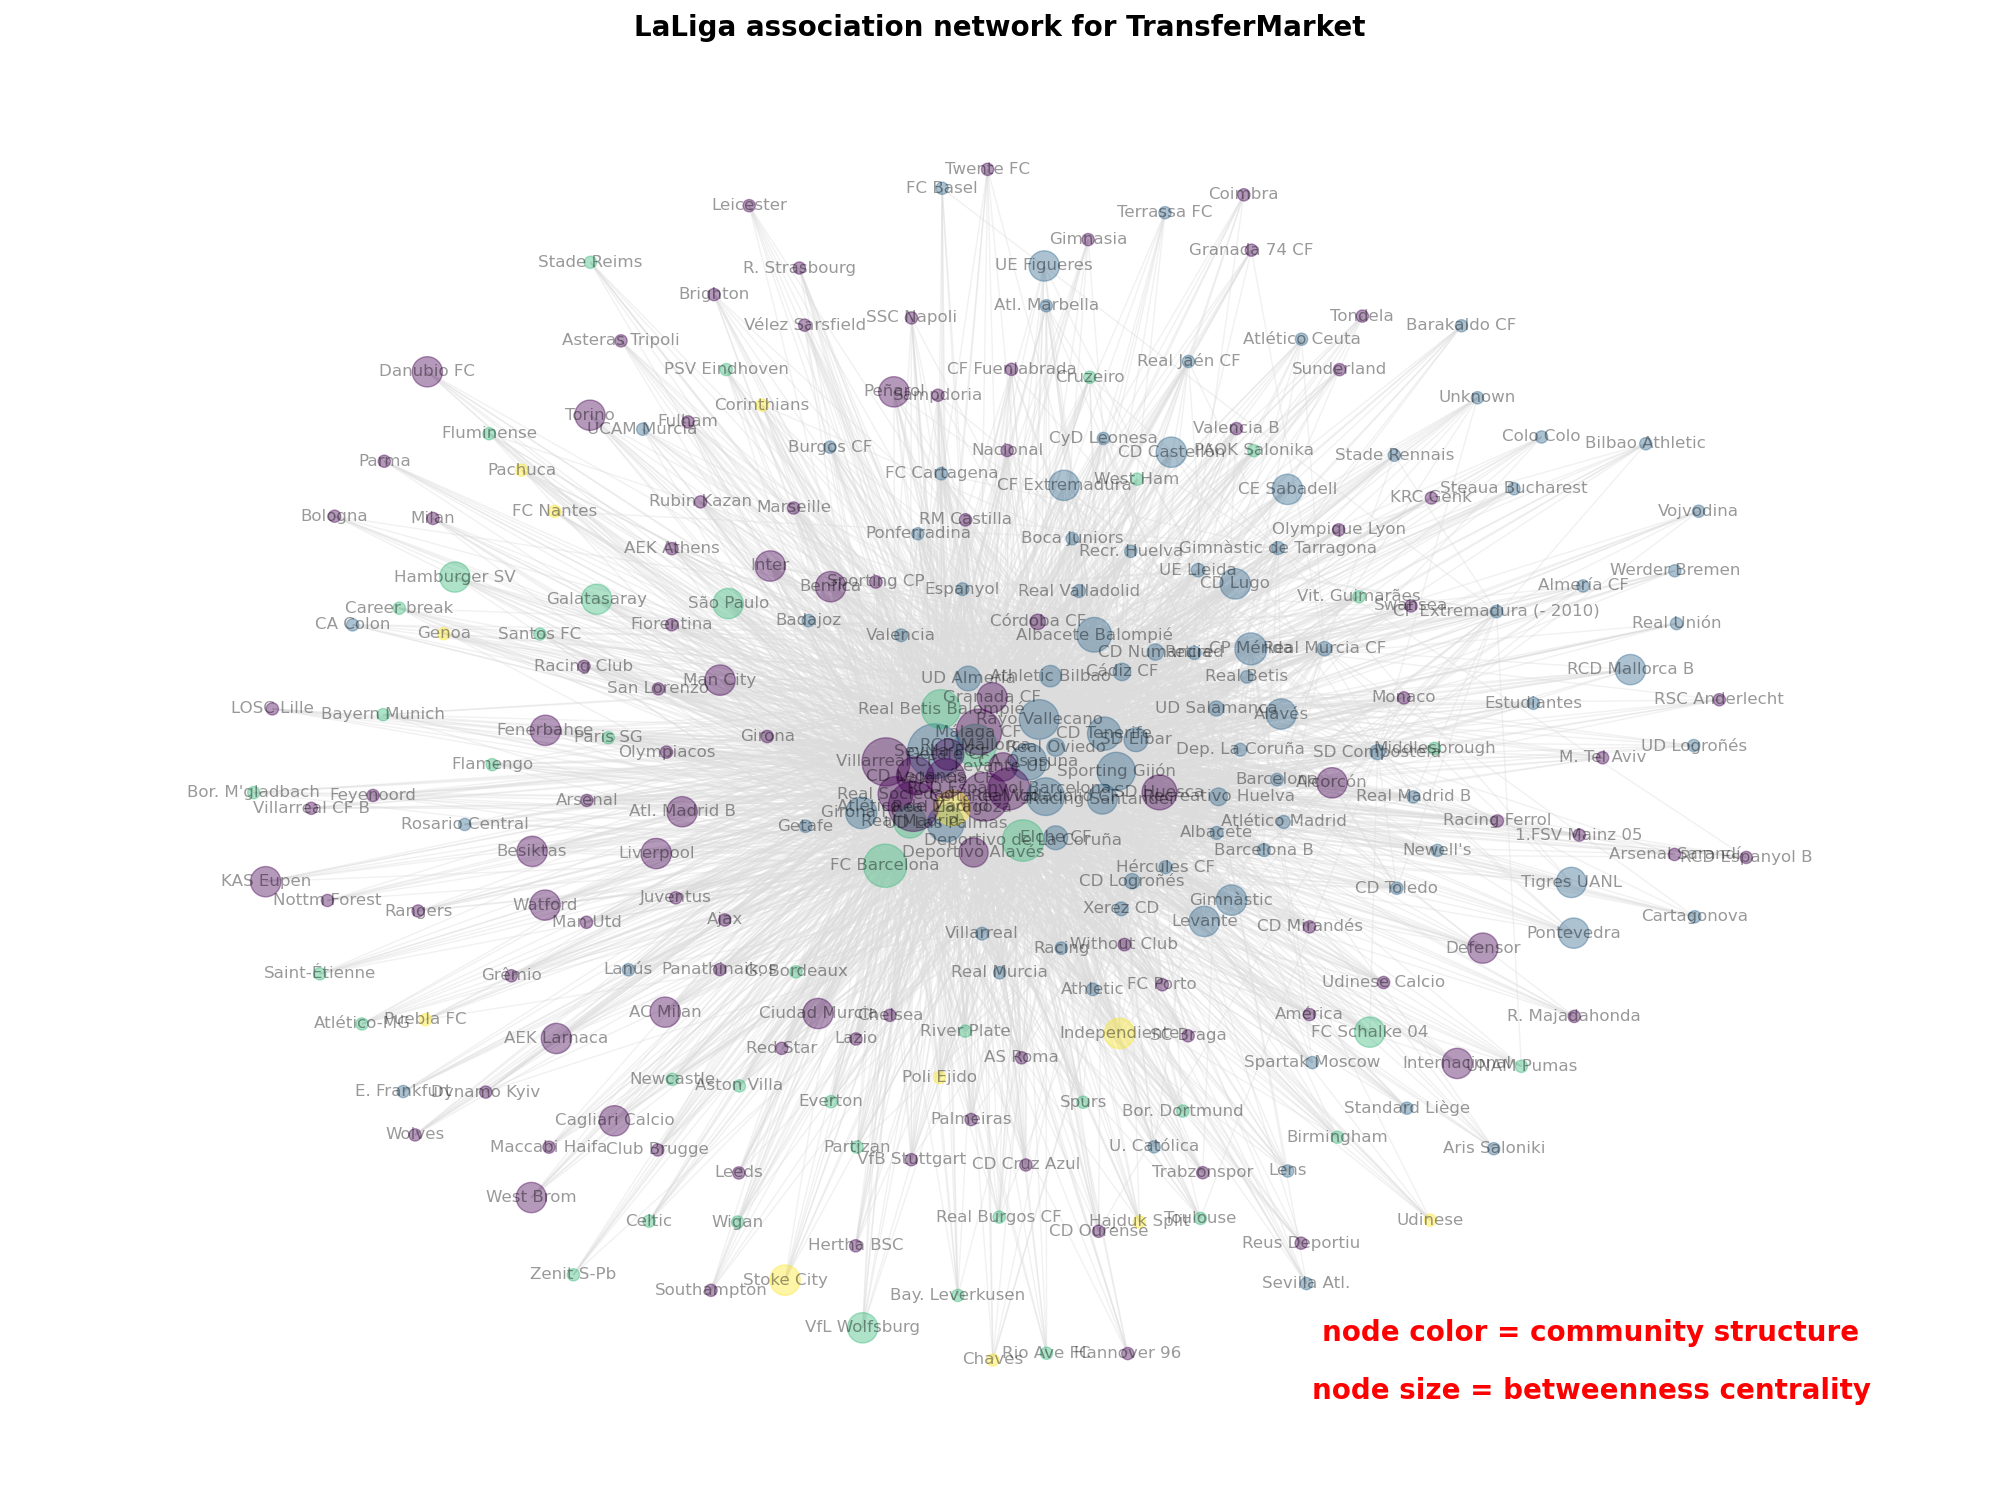 LaLiga association network for TransferMarket
Twente FC
FC Basel
Coimbra
Leicester
Terrassa FC
Gimnasia
Granada 74 CF
Stade Reims
UE Figueres
R. Strasbourg
Brighton
Atl. Marbella
SSC Napoli
Tondela
Vélez Sarsfield
Barakaldo CF
Asteras Tripoli
Atlético Ceuta
Real Jaén CF
Danubio FC
PSV Eindhoven
CF Fuenlabrada
Sunderland
Cruzeiro
Peñarol
Sampdoria
Unknown
Corinthians
Torino
Fulham
UCAM Murcia
Valencia B
Fluminense
Colo Colo
CyD Leonesa
Bilbao Athletic
Burgos CF
Nacional
CD Castellón
PAOK Salonika
Stade Rennais
Parma
Pachuca
FC Cartagena
West Ham
CF Extremadura
CE Sabadell
Steaua Bucharest
KRC Genk
Rubin Kazan
Marseille
FC Nantes
Vojvodina
Bologna
Milan
RM Castilla
Olympique Lyon
Ponferradina
Boca Juniors
AEK Athens
Recr. Huelva
Gimnàstic de Tarragona
Inter
UE Lleida
Werder Bremen
Hamburger SV
Benfica
Sporting CP
CD Lugo
Almería CF
Espanyol
Real Valladolid
Galatasaray
São Paulo
Vit. Guimarães
Swansea
Career break
CF Extremadura (- 2010)
CA Colon
Fiorentina
Badajoz
Córdoba CF
Real Unión
Genoa
Santos FC
Valencia
Albacete Balompié
CD Numancia
Retired
CP Mérida
Real Murcia CF
Racing Club
UD Almería
Athletic Bilbao
Cádiz CF
Real Betis
RCD Mallorca B
Man City
San Lorenzo
Granada CF
Monaco
Estudiantes
RSC Anderlecht
LOSC Lille
Bayern Munich
Real Betis Balompié
UD Salamanca
Alavés
Rayo Vallecano
Fenerbahce
Paris SG
Girona
Málaga CF
CD Tenerife
SD Eibar
Olympiacos
RCD Mallorca
Real Oviedo
Dep. La Coruña
SD Compostela
Middlesbrough
UD Logroñés
Flamengo
Villarreal CF
CA Osasuna
Levante UD
M. Tel Aviv
Sporting Gijón
Barcelona
Alcorcón
Bor. M'gladbach
Feyenoord
Arsenal
SD Huesca
Recreativo Huelva
Real Madrid B
Villarreal CF B
Atl. Madrid B
Girona
Racing Santander
Rosario Central
Getafe
Real Madrid
UD Las Palmas
Atlético Madrid
Racing Ferrol
Albacete
1.FSV Mainz 05
Elche CF
Deportivo de La Coruña
Besiktas
Liverpool
Deportivo Alavés
Barcelona B
Newell's
Arsenal Sarandí
RCD Espanyol B
FC Barcelona
Hércules CF
KAS Eupen
CD Logroñés
CD Toledo
Tigres UANL
Nottm Forest
Juventus
Gimnàstic
Rangers
Watford
Xerez CD
Cartagonova
Man Utd
Ajax
Levante
CD Mirandés
Villarreal
Pontevedra
Racing
Without Club
Defensor
Saint-Étienne
Grêmio
Lanús
Panathinaikos
G. Bordeaux
Real Murcia
Udinese Calcio
FC Porto
Athletic
AC Milan
Ciudad Murcia
Chelsea
América
R. Majadahonda
Atlético-MG
Puebla FC
River Plate
Independiente
SC Braga
FC Schalke 04
AEK Larnaca
Lazio
Red Star
AS Roma
Spartak Moscow
Internacional
UNAM Pumas
Newcastle
Aston Villa
Poli Ejido
E. Frankfurt
Dynamo Kyiv
Everton
Spurs
Bor. Dortmund
Standard Liège
Cagliari Calcio
Palmeiras
Wolves
Birmingham
Maccabi Haifa
Club Brugge
Partizan
U. Católica
Aris Saloniki
VfB Stuttgart
CD Cruz Azul
Leeds
Trabzonspor
Lens
West Brom
Celtic
Wigan
Real Burgos CF
Hajduk Split
Toulouse
Udinese
CD Ourense
Hertha BSC
Reus Deportiu
Zenit S-Pb
Stoke City
Sevilla Atl.
Southampton
Bay. Leverkusen
VfL Wolfsburg
node color = community structure
Chaves
Rio Ave FC
Hannover 96
node size = betweenness centrality